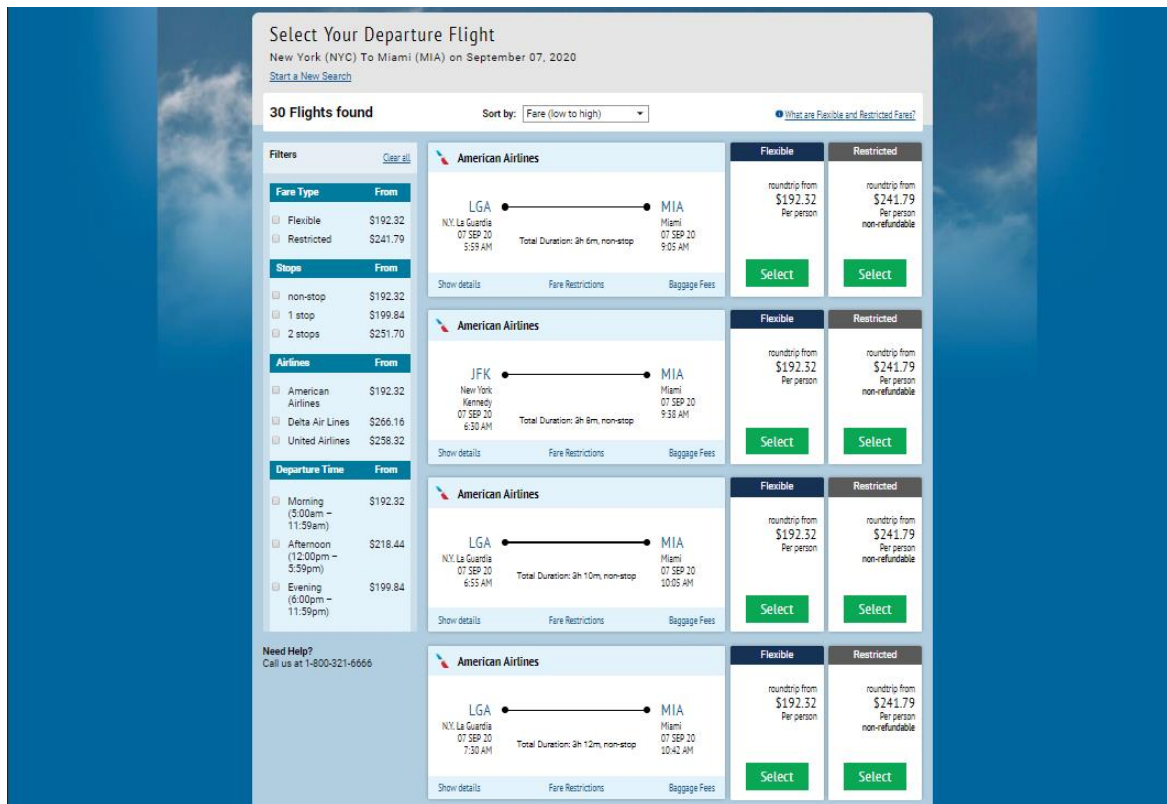 Select Your Departure Flight
New York (NYC) To Miami (MIA) on September 07, 2020
Start a New Search
30 Flights found
Sort by: Fare (low to high)
What are Flexible and Restricted Fares?
Filters Clear all
Fare Type From
Flexible $192.32
Restricted $241.79
Stops From
non-stop $192.32
1 stop $199.84
2 stops $251.70
Airlines From
American $192.32
Airlines
Delta Air Lines $266.16
United Airlines $258.32
Departure Time From
Morning $192.32
(5:00am –
11:59am)
Afternoon $218.44
(12:00pm –
5:59pm)
Evening $199.84
(6:00pm –
11:59pm)
Need Help?
Call us at 1-800-321-6666
American Airlines
LGA MIA
N.Y. La Guardia Miami
07 SEP 20 07 SEP 20
5:59 AM 9:05 AM
Total Duration: 3h 6m, non-stop
Show details Fare Restrictions Baggage Fees
Flexible
roundtrip from
$192.32
Per person
Select
Restricted
roundtrip from
$241.79
Per person
non-refundable
Select
American Airlines
JFK MIA
New York Miami
Kennedy 07 SEP 20
07 SEP 20 9:38 AM
6:30 AM
Total Duration: 3h 8m, non-stop
Show details Fare Restrictions Baggage Fees
Flexible
roundtrip from
$192.32
Per person
Select
Restricted
roundtrip from
$241.79
Per person
non-refundable
Select
American Airlines
LGA MIA
N.Y. La Guardia Miami
07 SEP 20 07 SEP 20
6:55 AM 10:05 AM
Total Duration: 3h 10m, non-stop
Show details Fare Restrictions Baggage Fees
Flexible
roundtrip from
$192.32
Per person
Select
Restricted
roundtrip from
$241.79
Per person
non-refundable
Select
American Airlines
LGA MIA
N.Y. La Guardia Miami
07 SEP 20 07 SEP 20
7:30 AM 10:42 AM
Total Duration: 3h 12m, non-stop
Show details Fare Restrictions Baggage Fees
Flexible
roundtrip from
$192.32
Per person
Select
Restricted
roundtrip from
$241.79
Per person
non-refundable
Select